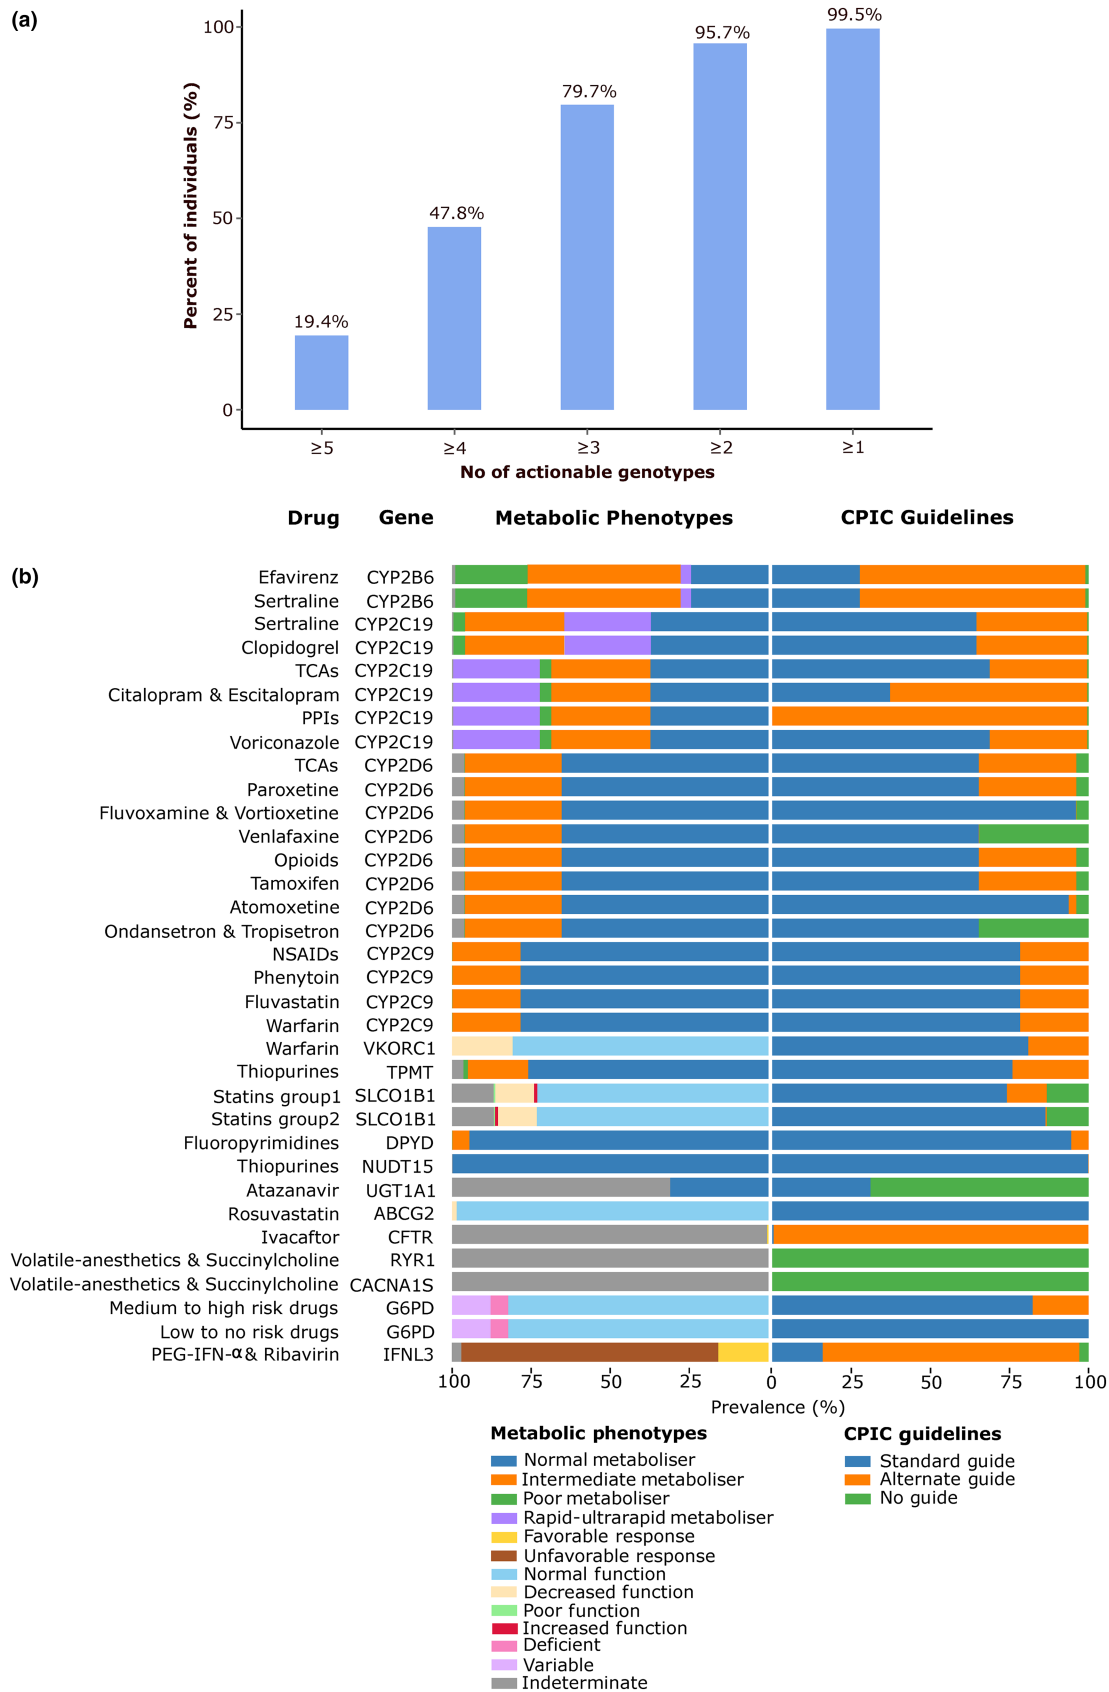 (a)
Percent of individuals (%)
100
75
50
25
0
19.4%
47.8%
79.7%
95.7%
99.5%
≥5 ≥4 ≥3 ≥2 ≥1
No of actionable genotypes
Drug Gene Metabolic Phenotypes CPIC Guidelines
(b)
Efavirenz CYP2B6
Sertraline CYP2B6
Sertraline CYP2C19
Clopidogrel CYP2C19
TCAs CYP2C19
Citalopram & Escitalopram CYP2C19
PPIs CYP2C19
Voriconazole CYP2C19
TCAs CYP2D6
Paroxetine CYP2D6
Fluvoxamine & Vortioxetine CYP2D6
Venlafaxine CYP2D6
Opioids CYP2D6
Tamoxifen CYP2D6
Atomoxetine CYP2D6
Ondansetron & Tropisetron CYP2D6
NSAIDs CYP2C9
Phenytoin CYP2C9
Fluvastatin CYP2C9
Warfarin CYP2C9
Warfarin VKORC1
Thiopurines TPMT
Statins group1 SLCO1B1
Statins group2 SLCO1B1
Fluoropyrimidines DPYD
Thiopurines NUDT15
Atazanavir UGT1A1
Rosuvastatin ABCG2
Ivacaftor CFTR
Volatile-anesthetics & Succinylcholine RYR1
Volatile-anesthetics & Succinylcholine CACNA1S
Medium to high risk drugs G6PD
Low to no risk drugs G6PD
PEG-IFN-α & Ribavirin IFNL3
100 75 50 25 0 25 50 75 100
Prevalence (%)
Metabolic phenotypes
Normal metaboliser
Intermediate metaboliser
Poor metaboliser
Rapid-ultrarapid metaboliser
Favorable response
Unfavorable response
Normal function
Decreased function
Poor function
Increased function
Deficient
Variable
Indeterminate
CPIC guidelines
Standard guide
Alternate guide
No guide